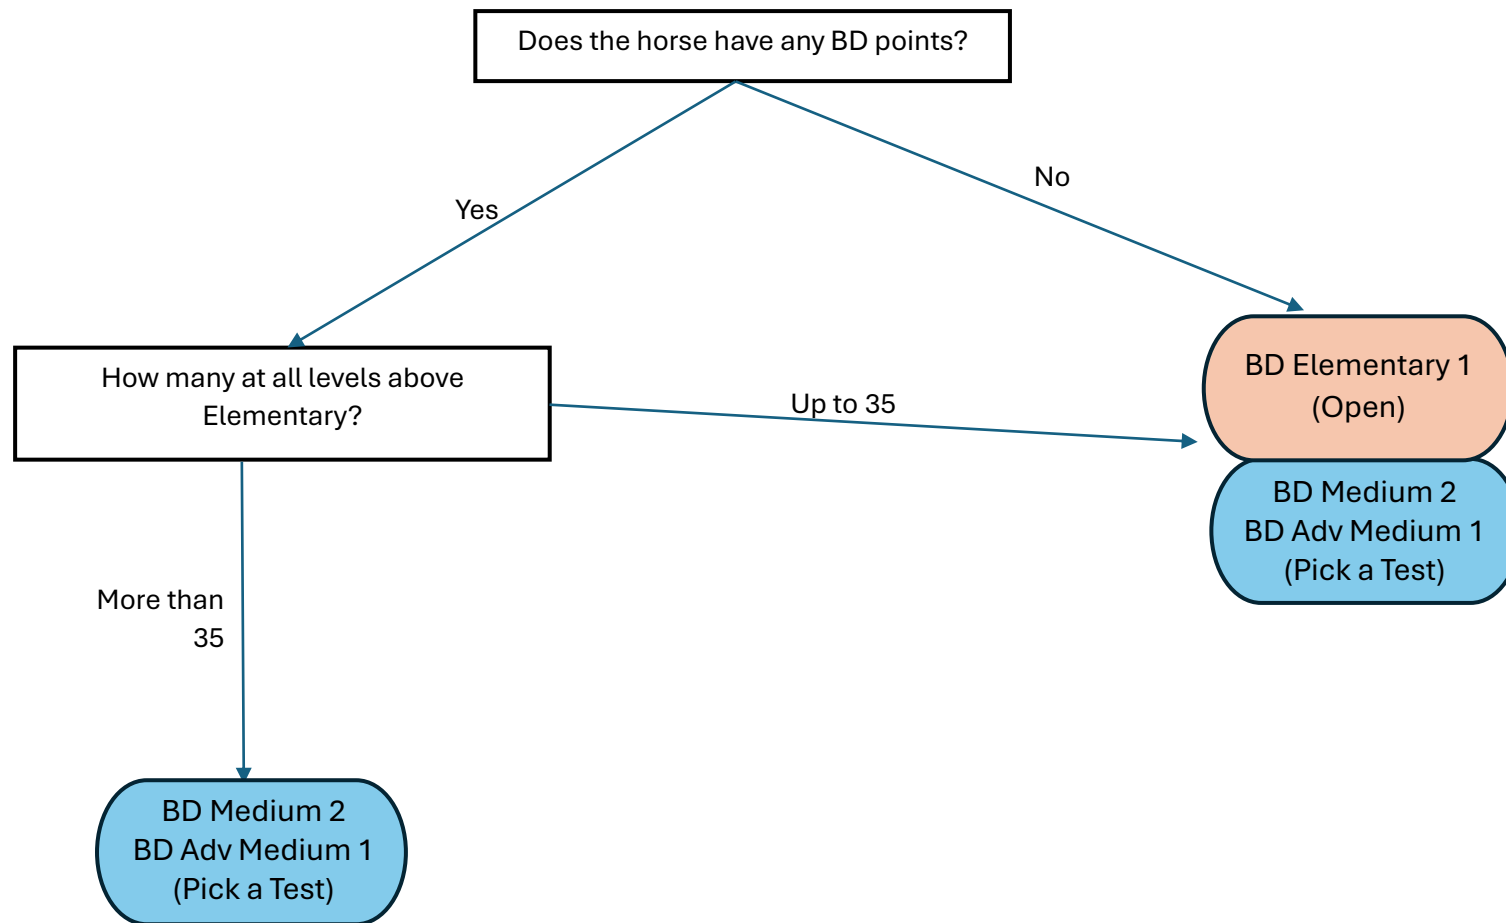 Does the horse have any BD points?
No
Yes
BD Elementary 1
(Open)
How many at all levels above
Elementary?
Up to 35
BD Medium 2
BD Adv Medium 1
(Pick a Test)
More than
35
BD Medium 2
BD Adv Medium 1
(Pick a Test)